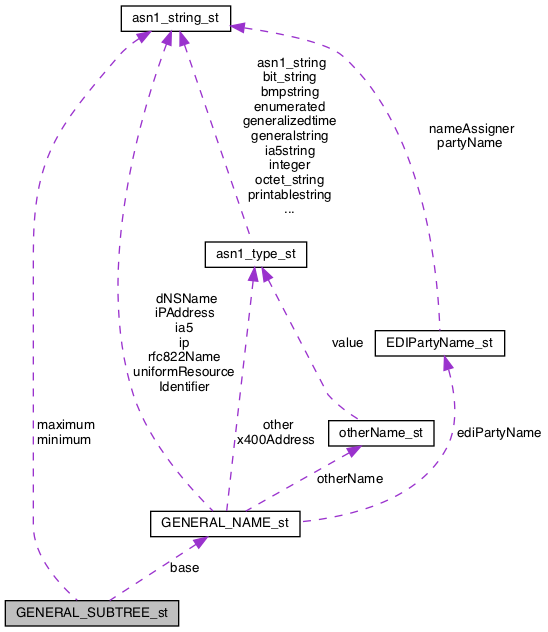 asn1_string_st
asn1_string
bit_string
bmpstring
enumerated
generalizedtime
generalstring
ia5string
integer
octet_string
printablestring
...
nameAssigner
partyName
asn1_type_st
dNSName
iPAddress
ia5
ip
rfc822Name
uniformResource
Identifier
value
EDIPartyName_st
maximum
minimum
other
x400Address
otherName_st
ediPartyName
otherName
GENERAL_NAME_st
base
GENERAL_SUBTREE_st